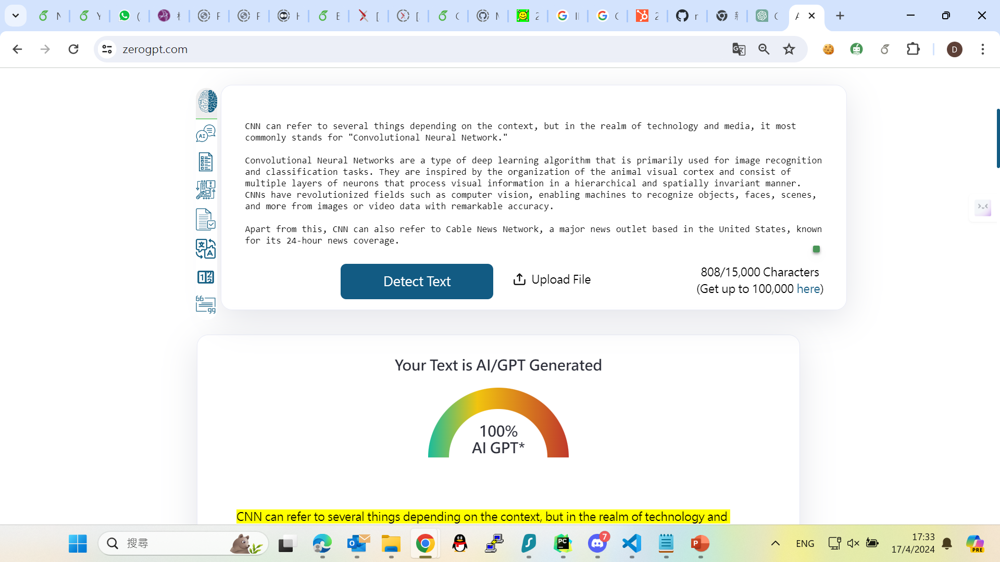 zerogpt.com
D
CNN can refer to several things depending on the context, but in the realm of technology and media, it most
commonly stands for "Convolutional Neural Network."
Convolutional Neural Networks are a type of deep learning algorithm that is primarily used for image recognition
and classification tasks. They are inspired by the organization of the animal visual cortex and consist of
multiple layers of neurons that process visual information in a hierarchical and spatially invariant manner.
CNNs have revolutionized fields such as computer vision, enabling machines to recognize objects, faces, scenes,
and more from images or video data with remarkable accuracy.
Apart from this, CNN can also refer to Cable News Network, a major news outlet based in the United States, known
for its 24-hour news coverage.
Detect Text
Upload File
808/15,000 Characters
(Get up to 100,000 here)
Your Text is AI/GPT Generated
100%
AI GPT*
CNN can refer to several things depending on the context, but in the realm of technology and
搜尋
7
ENG
17:33
17/4/2024
PRE